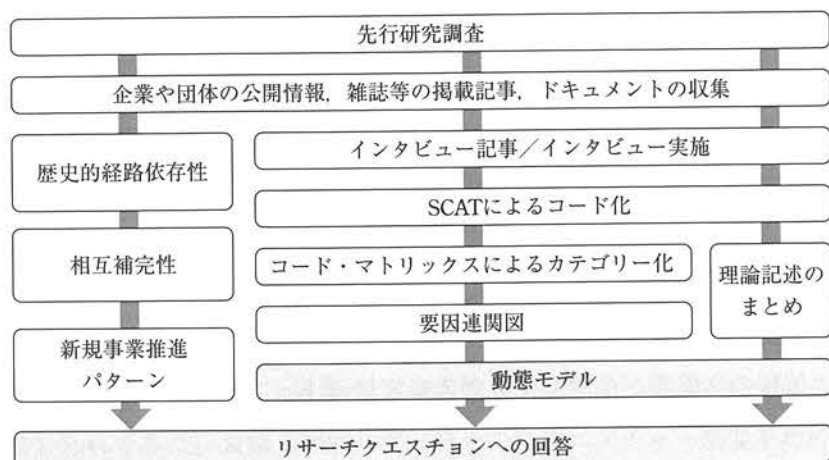 先行研究調査
企業や団体の公開情報，雑誌等の掲載記事，ドキュメントの収集
歴史的経路依存性
インタビュー記事／インタビュー実施
SCATによるコード化
相互補完性
コード・マトリックスによるカテゴリー化
理論記述の
まとめ
要因連関図
新規事業推進
パターン
動態モデル
リサーチクエスチョンへの回答